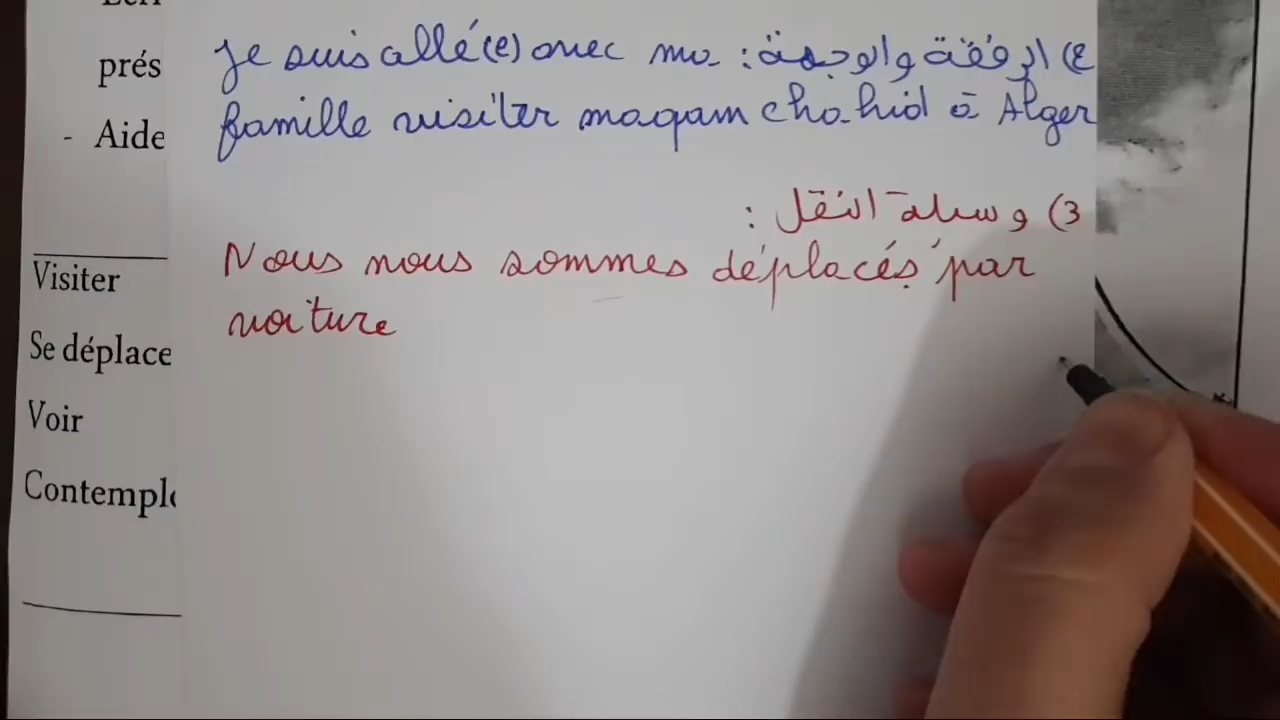 prés
- Aide
Visiter
Se déplace
Voir
Contempl
ع) الرفقة والوجهة :
Je suis allé(e) avec ma
famille visiter maqam chahid à Alger
3) وسيلة النقل :
Nous nous sommes déplacés par
voiture